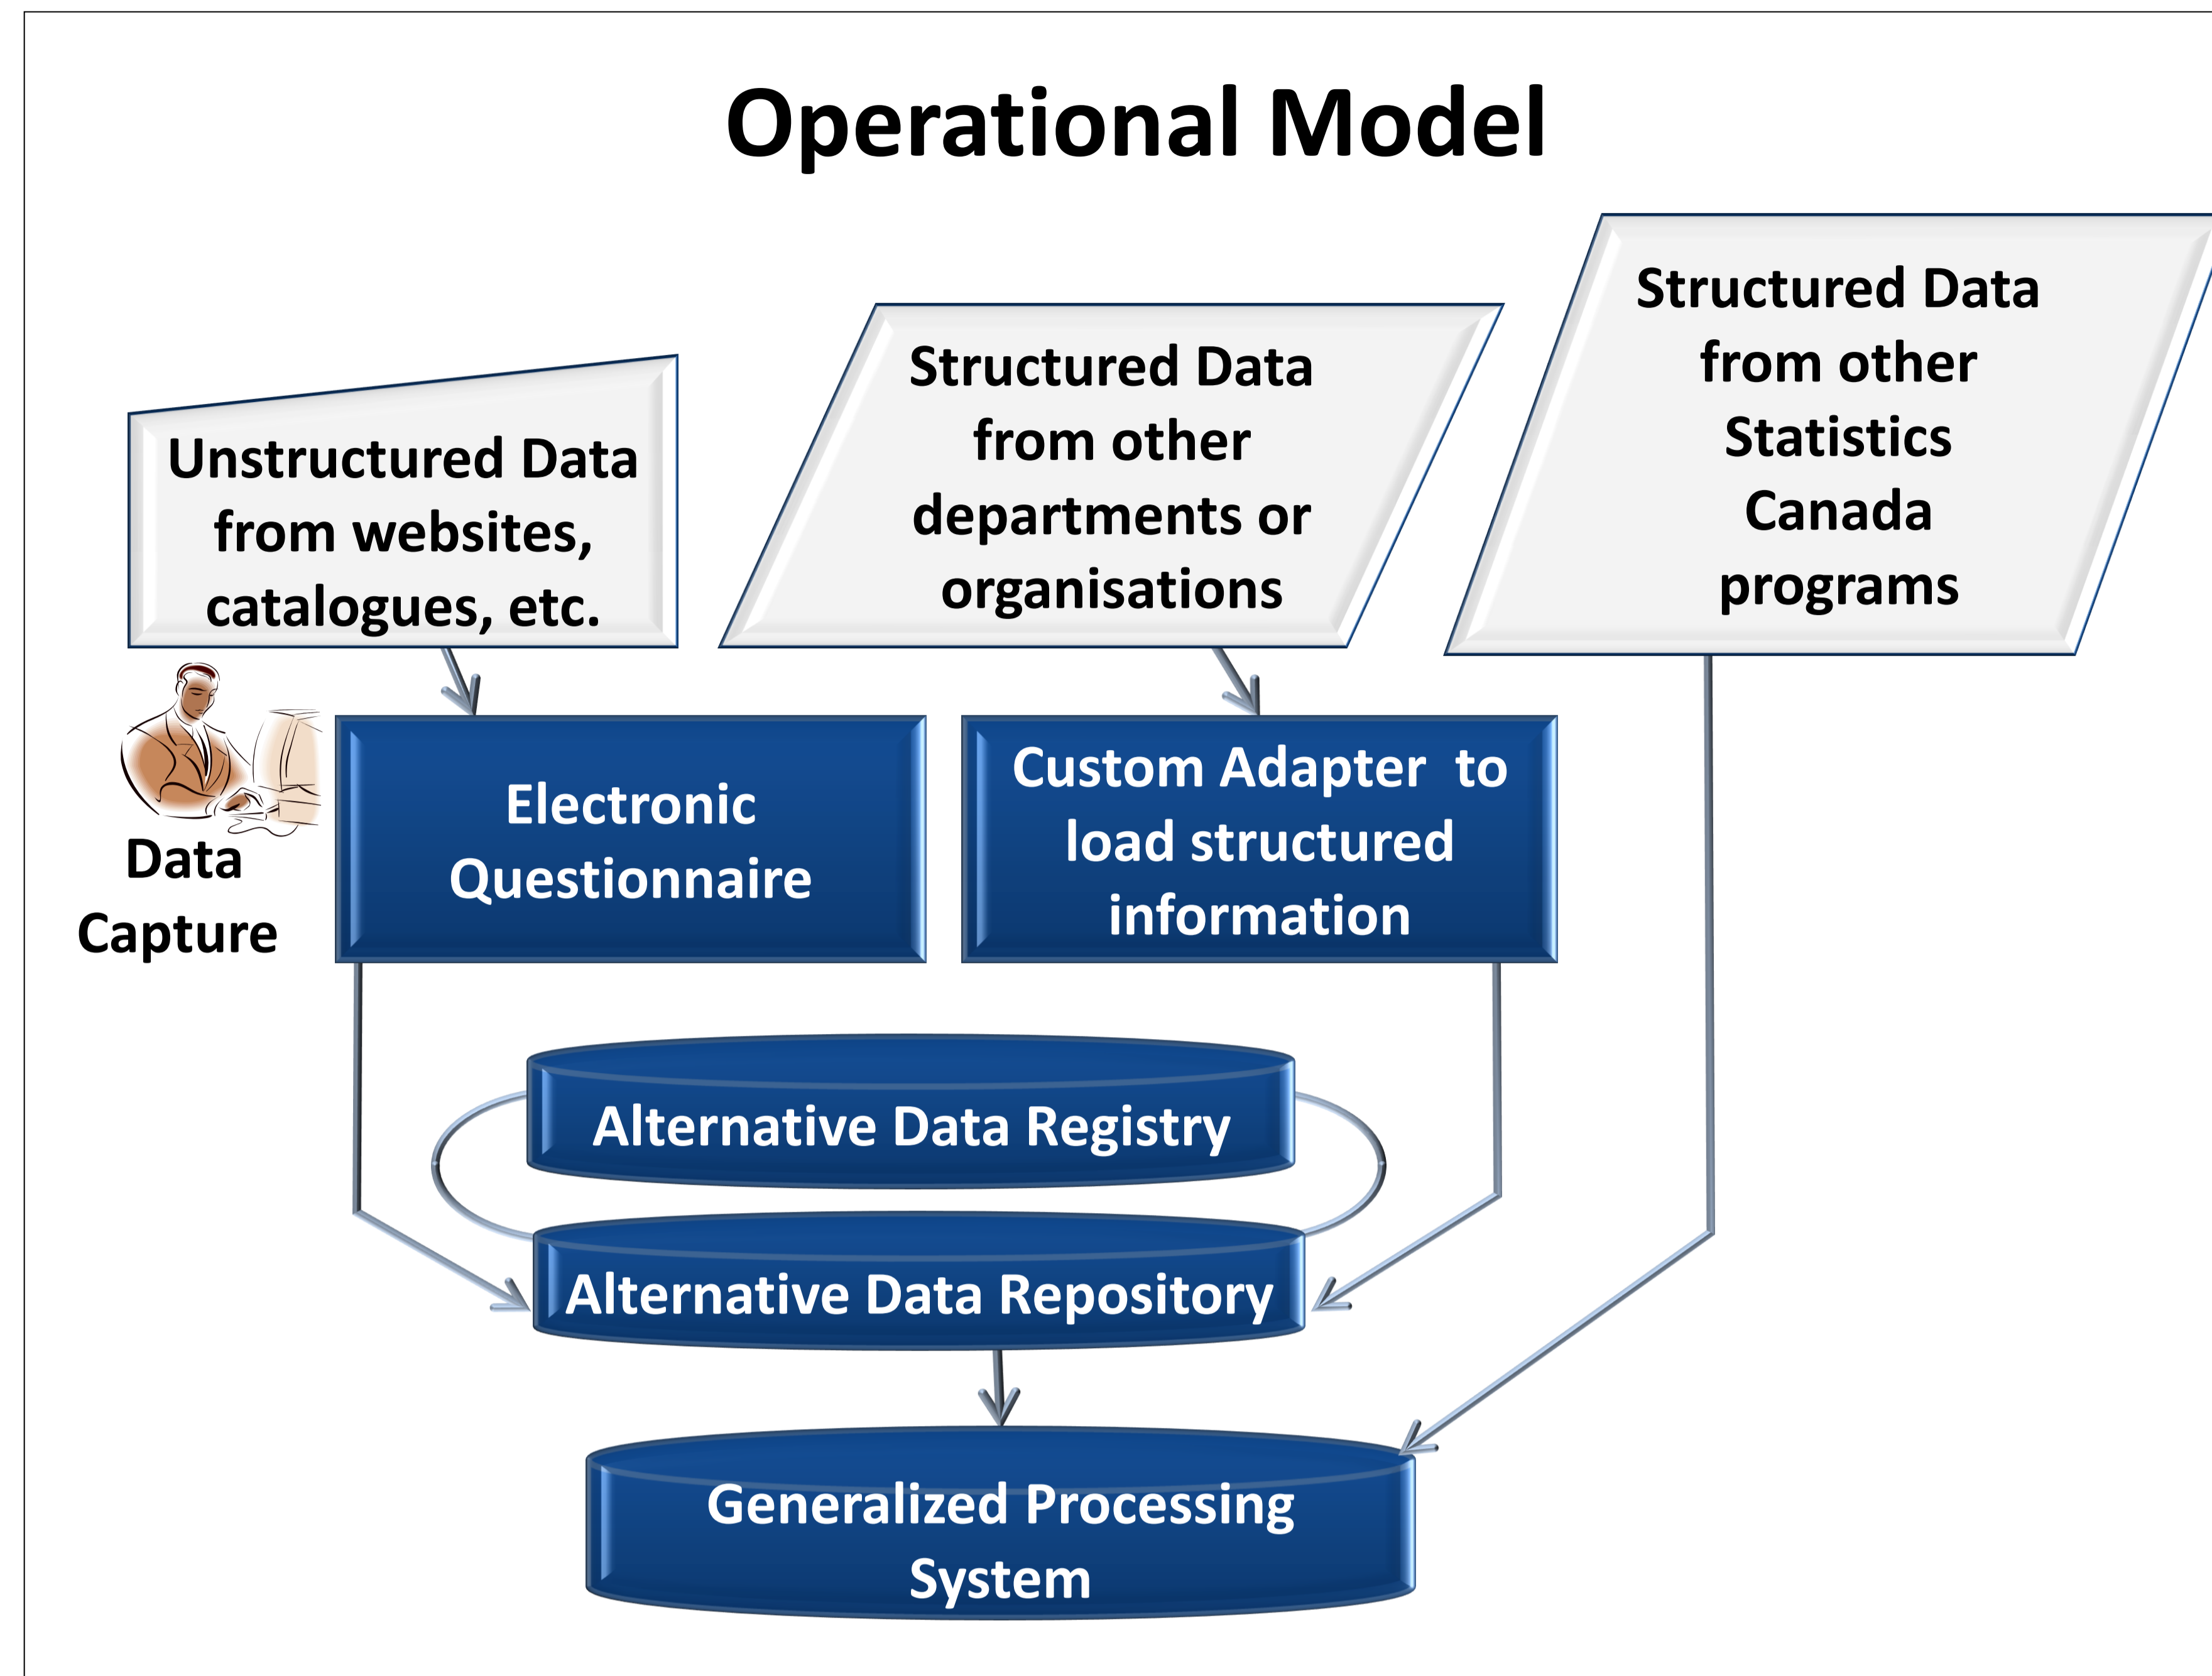 Operational Model
Unstructured Data
from websites,
catalogues, etc.
Structured Data
from other
departments or
organisations
Structured Data
from other
Statistics
Canada
programs
Data
Capture
Electronic
Questionnaire
Custom Adapter  to
load structured
information
Alternative Data Registry
Alternative Data Repository
Generalized Processing
System